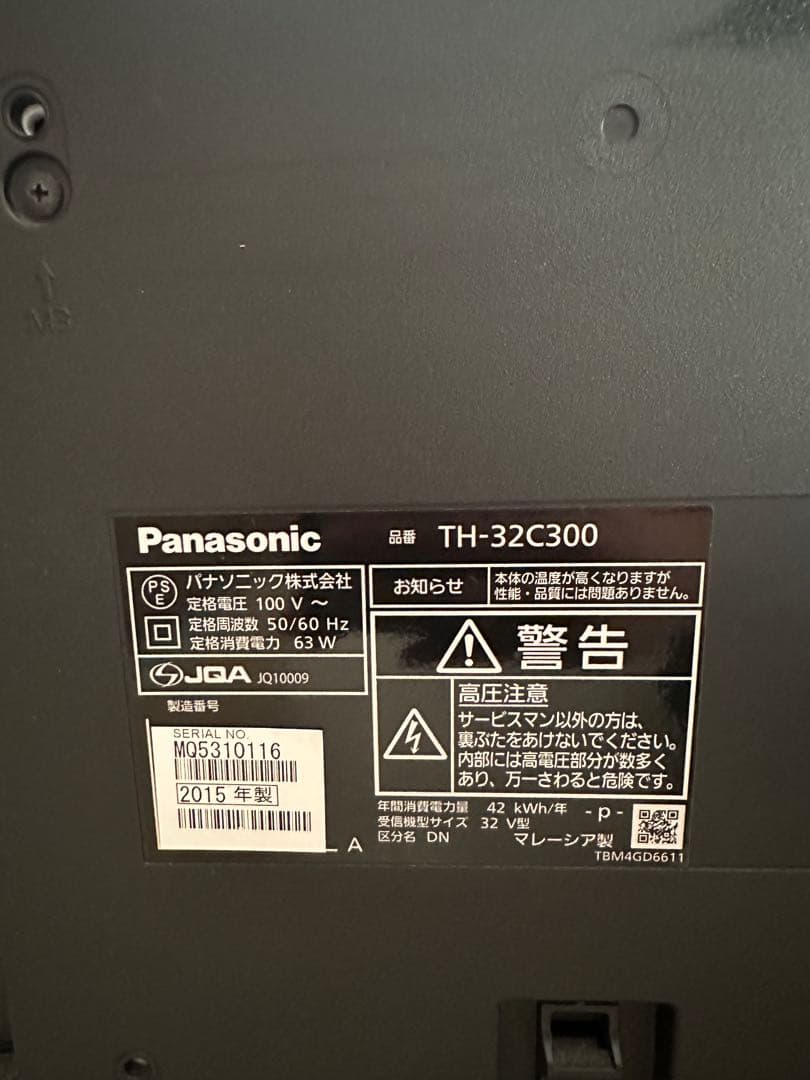 M3
Panasonic 品番 TH-32C300
PS E
パナソニック株式会社
定格電圧 100 V ～
定格周波数 50/60 Hz
定格消費電力 63 W
JQA JQ10009
お知らせ
本体の温度が高くなりますが
性能・品質には問題ありません。
警告
高圧注意
サービスマン以外の方は、
裏ぶたをあけないでください。
内部には高電圧部分が数多く
あり、万一さわると危険です。
製造番号
SERIAL NO.
MQ5310116
2015 年製
A
年間消費電力量 42 kWh/年
受信機型サイズ 32 V型
区分名 DN
- p -
マレーシア製
TBM4GD6611